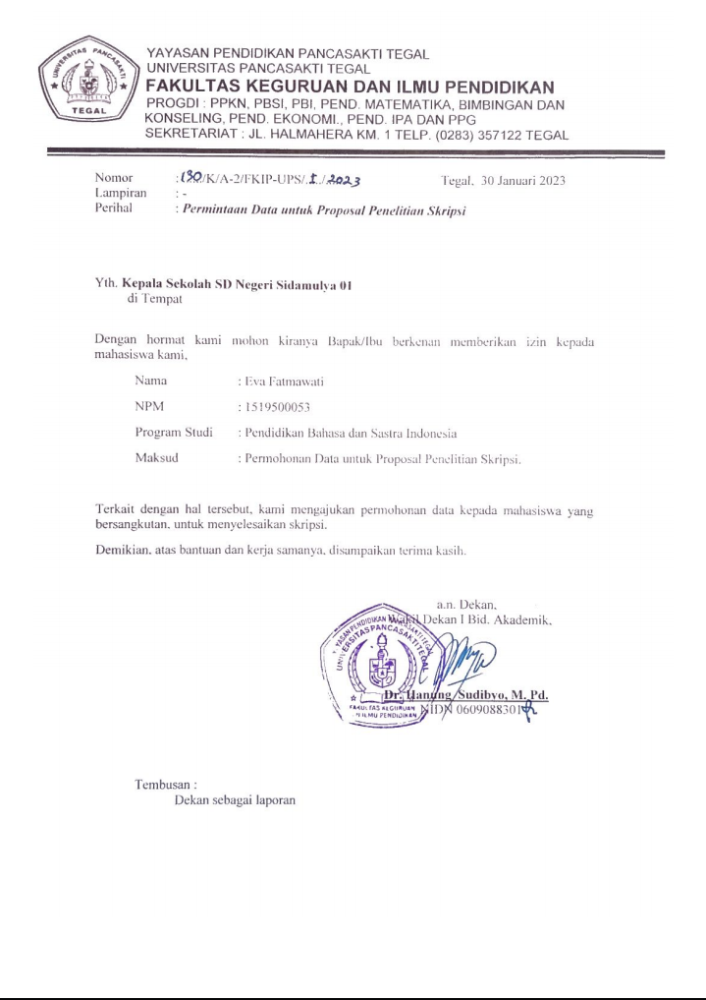 YAYASAN PENDIDIKAN PANCASAKTI TEGAL
UNIVERSITAS PANCASAKTI TEGAL
FAKULTAS KEGURUAN DAN ILMU PENDIDIKAN
PROGDI : PPKN, PBSI, PBI, PEND. MATEMATIKA, BIMBINGAN DAN
KONSELING, PEND. EKONOMI., PEND. IPA DAN PPG
SEKRETARIAT : JL. HALMAHERA KM. 1 TELP. (0283) 357122 TEGAL
UNIVERSITAS PANCASAKTI
TEGAL
Nomor : 130/K/A-2/FKIP-UPS/.I./.2023 Tegal, 30 Januari 2023
Lampiran : -
Perihal : Permintaan Data untuk Proposal Penelitian Skripsi
Yth. Kepala Sekolah SD Negeri Sidamulya 01
di Tempat
Dengan hormat kami mohon kiranya Bapak/Ibu berkenan memberikan izin kepada
mahasiswa kami,
Nama : Eva Fatmawati
NPM : 1519500053
Program Studi : Pendidikan Bahasa dan Sastra Indonesia
Maksud : Permohonan Data untuk Proposal Penelitian Skripsi.
Terkait dengan hal tersebut, kami mengajukan permohonan data kepada mahasiswa yang
bersangkutan, untuk menyelesaikan skripsi.
Demikian, atas bantuan dan kerja samanya, disampaikan terima kasih.
a.n. Dekan,
Wakil Dekan I Bid. Akademik,
YAYASAN PENDIDIKAN PANCASAKTI TEGAL
UNIVERSITAS PANCASAKTI TEGAL
FAKULTAS KEGURUAN
ILMU PENDIDIKAN
Dr. Hanung Sudibyo, M. Pd.
NIDN 0609088301
Tembusan :
Dekan sebagai laporan